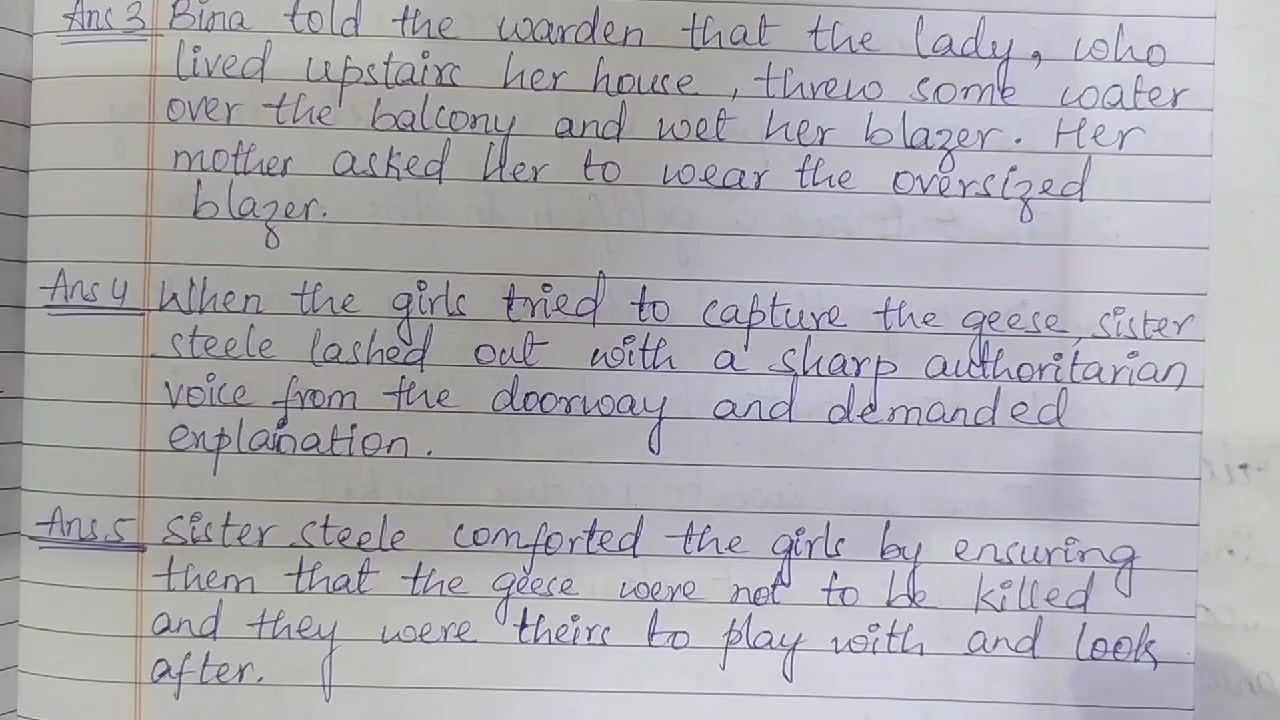 Ans 3 Bina told the warden that the lady, who
lived upstairs her house, threw some water
over the balcony and wet her blazer. Her
mother asked Her to wear the oversized
blazer.
Ans 4 When the girls tried to capture the geese, sister
steele lashed out with a sharp authoritarian
voice from the doorway and demanded
explanation.
Ans.5 Sister steele comforted the girls by ensuring
them that the geese were not to be killed
and they were theirs to play with and look
after.